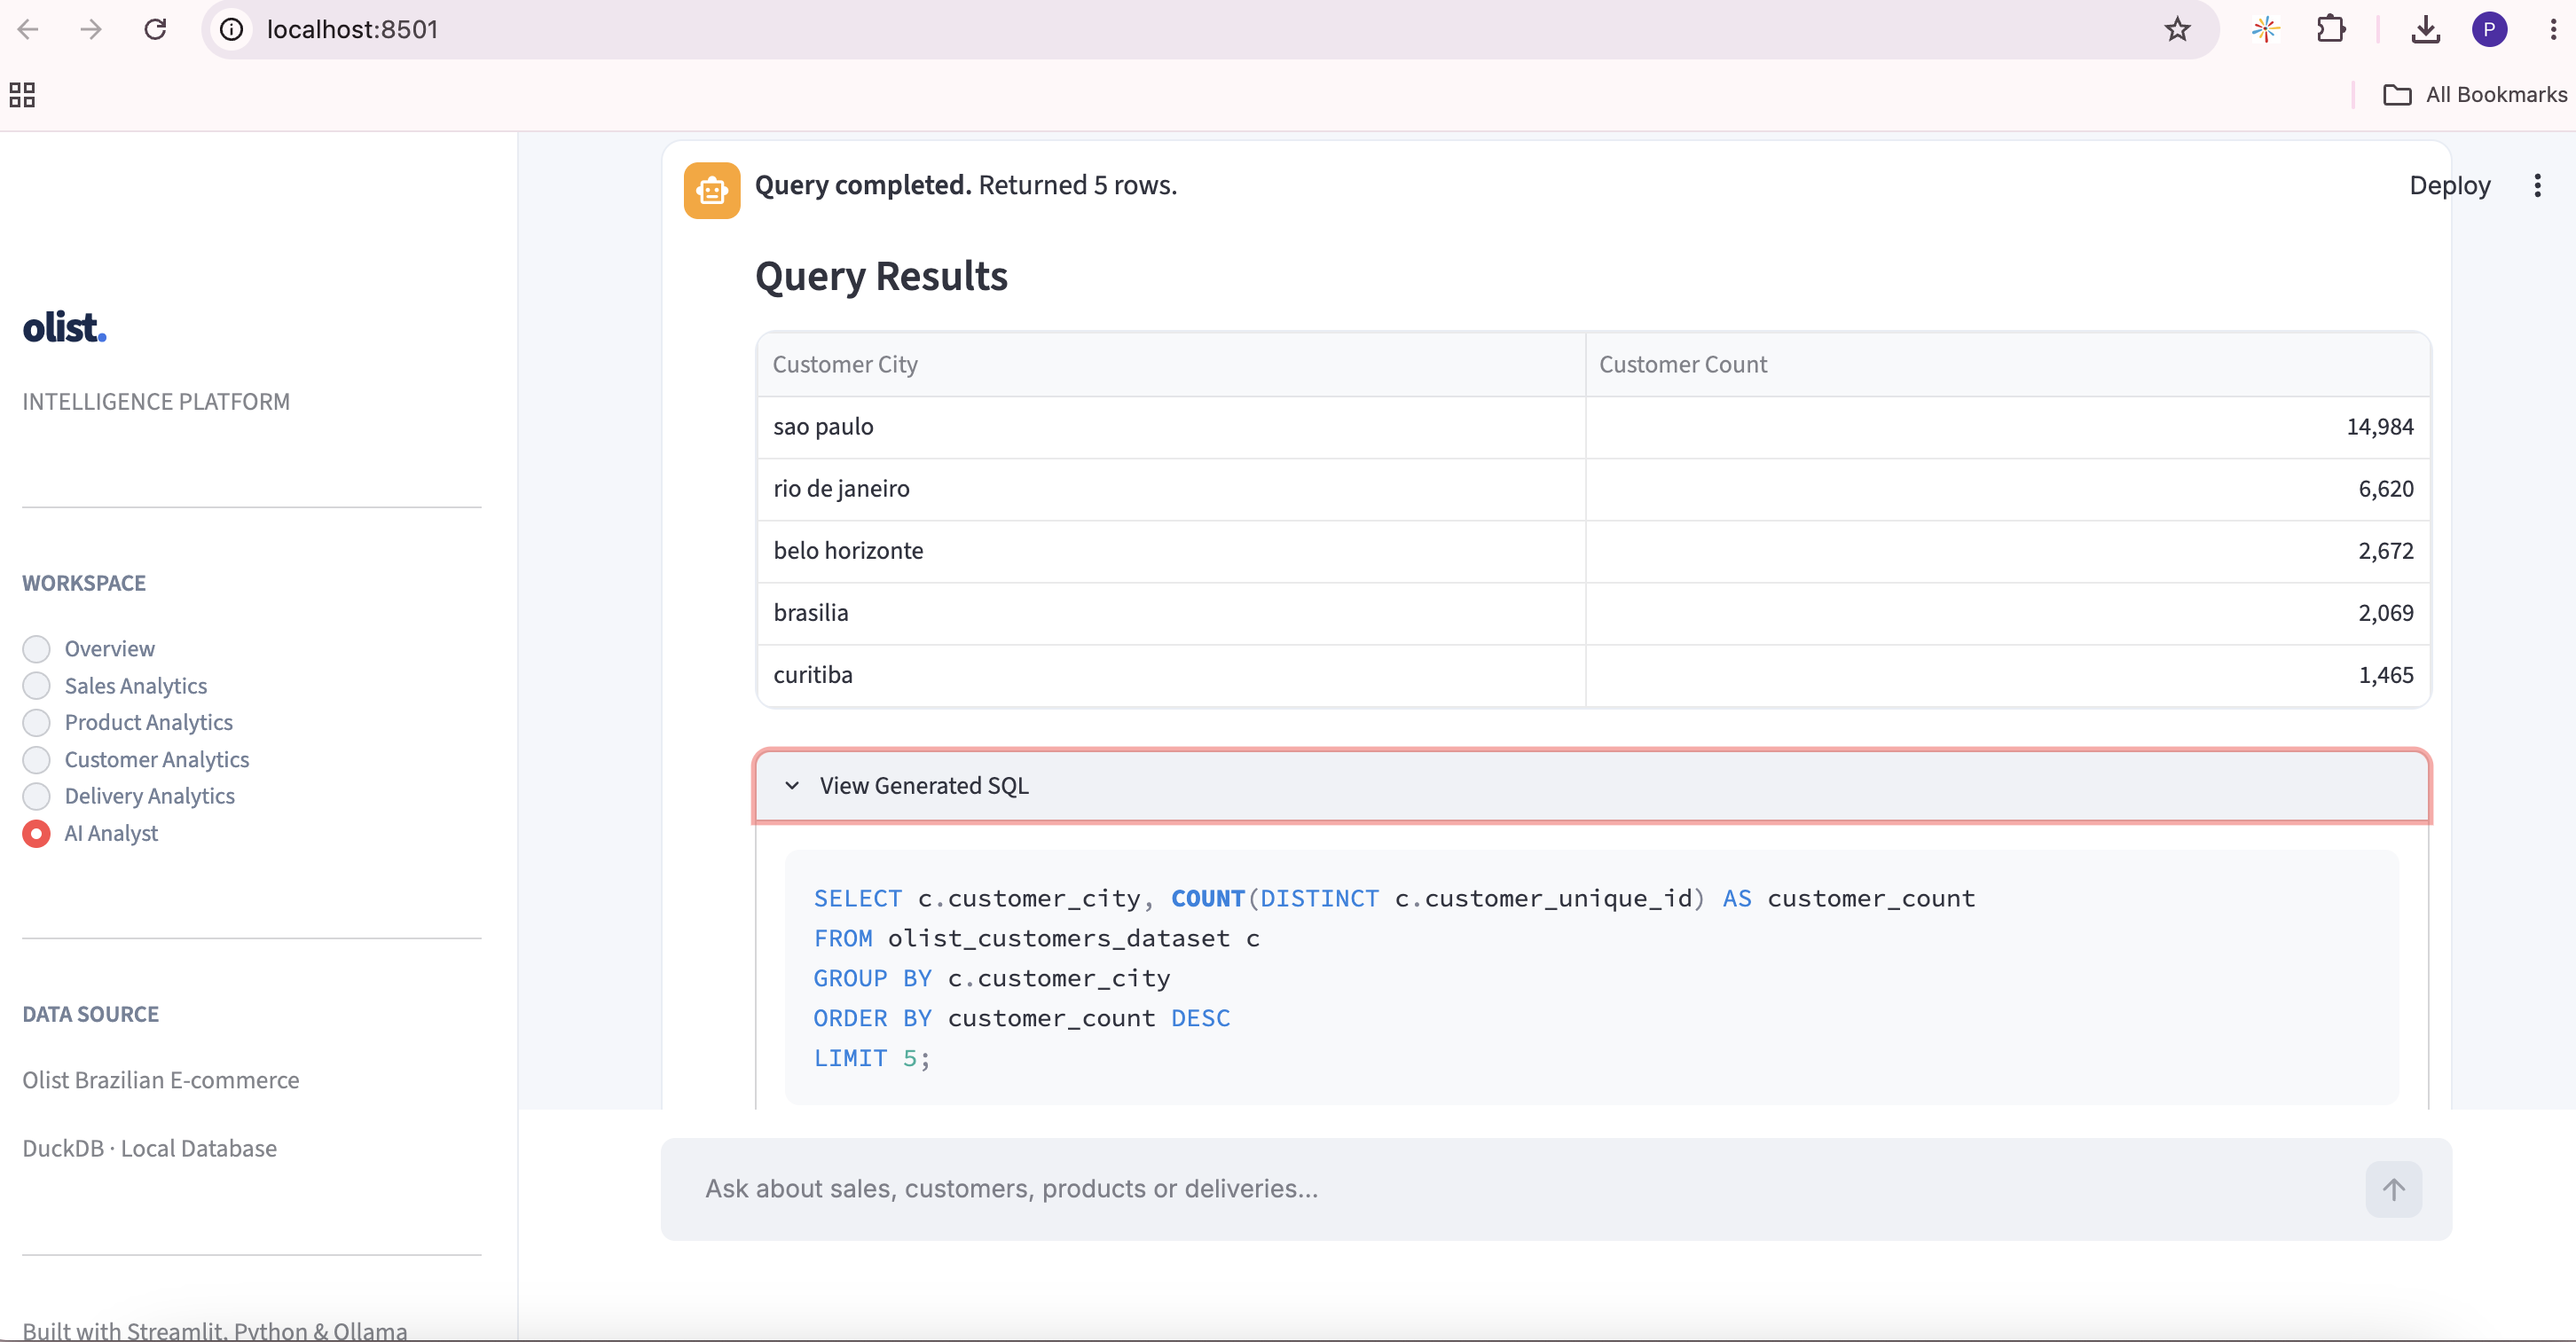 localhost:8501
P
All Bookmarks
olist.
INTELLIGENCE PLATFORM
WORKSPACE
Overview
Sales Analytics
Product Analytics
Customer Analytics
Delivery Analytics
AI Analyst
DATA SOURCE
Olist Brazilian E-commerce
DuckDB · Local Database
Built with Streamlit, Python & Ollama
Deploy
Query completed. Returned 5 rows.
Query Results
Customer City Customer Count
sao paulo 14,984
rio de janeiro 6,620
belo horizonte 2,672
brasilia 2,069
curitiba 1,465
View Generated SQL
SELECT c.customer_city, COUNT(DISTINCT c.customer_unique_id) AS customer_count
FROM olist_customers_dataset c
GROUP BY c.customer_city
ORDER BY customer_count DESC
LIMIT 5;
Ask about sales, customers, products or deliveries...